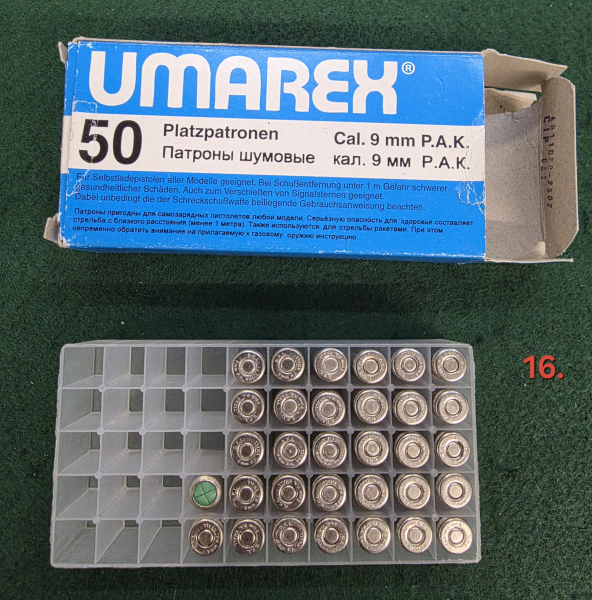 UMAREX®
50
Platzpatronen Cal. 9 mm P.A.K.
Патроны шумовые кал. 9 мм P.A.K.
Für Selbstladepistolen aller Modelle geeignet. Bei Schußentfernung unter 1 m Gefahr schwerer
gesundheitlicher Schäden. Auch zum Verschießen von Signalsternen geeignet.
Dabei unbedingt die der Schreckschußwaffe beiliegende Gebrauchsanweisung beachten.
Патроны пригодны для самозарядных пистолетов любой модели. Серьёзную опасность для здоровья составляет
стрельба с близкого расстояния (менее 1 метра). Также используются для стрельбы ракетами. При этом
непременно обратить внимание на прилагаемую к газовому оружию инструкцию.
16.